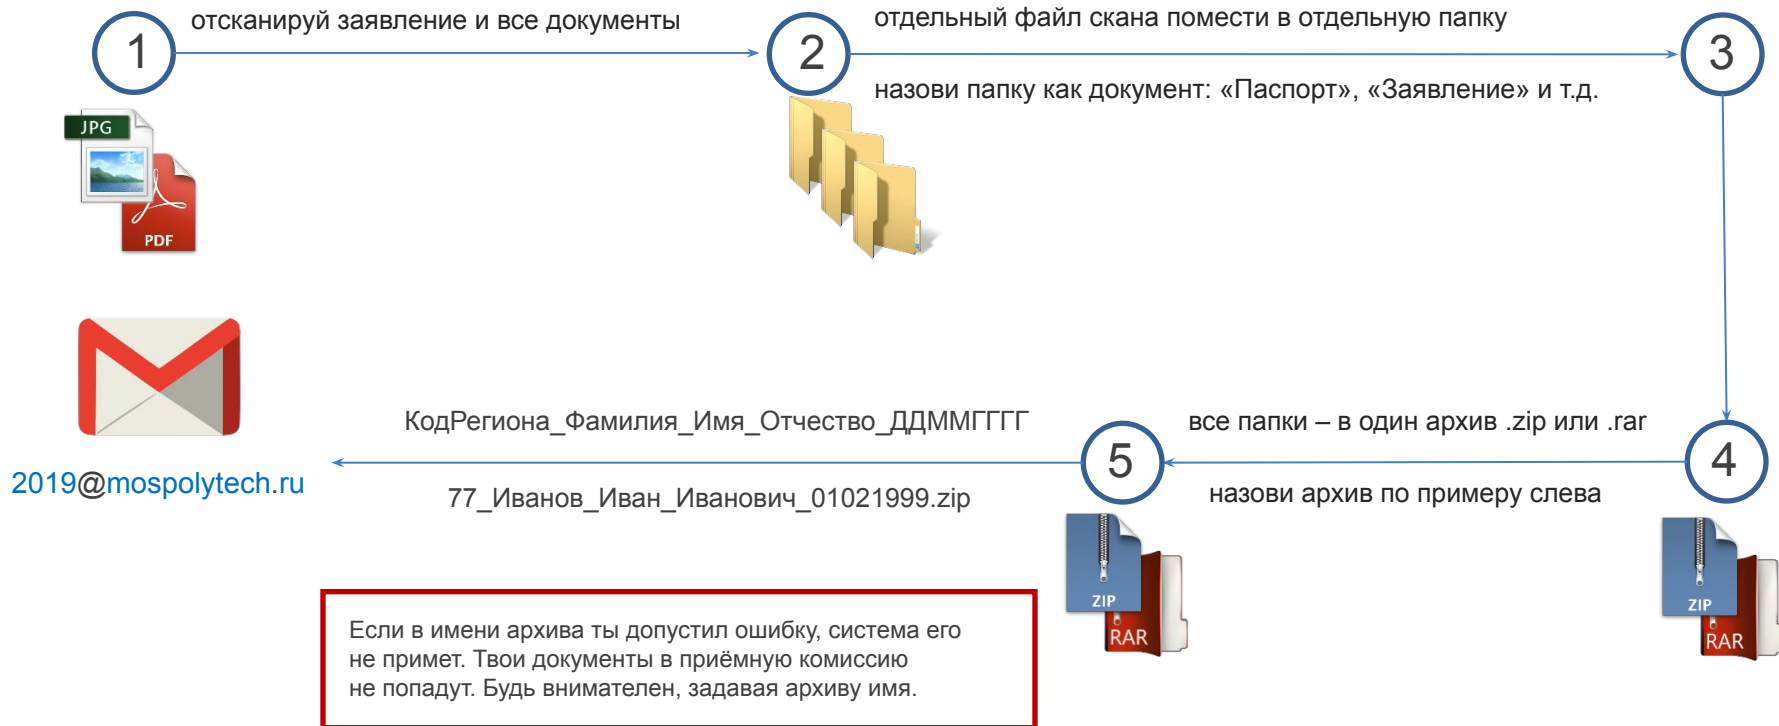 1
отсканируй заявление и все документы
2
отдельный файл скана помести в отдельную папку
назови папку как документ: «Паспорт», «Заявление» и т.д.
3
JPG
PDF
4
все папки – в один архив .zip или .rar
назови архив по примеру слева
ZIP
RAR
5
КодРегиона_Фамилия_Имя_Отчество_ДДММГГГГ
77_Иванов_Иван_Иванович_01021999.zip
ZIP
RAR
2019@mospolytech.ru
Если в имени архива ты допустил ошибку, система его
не примет. Твои документы в приёмную комиссию
не попадут. Будь внимателен, задавая архиву имя.